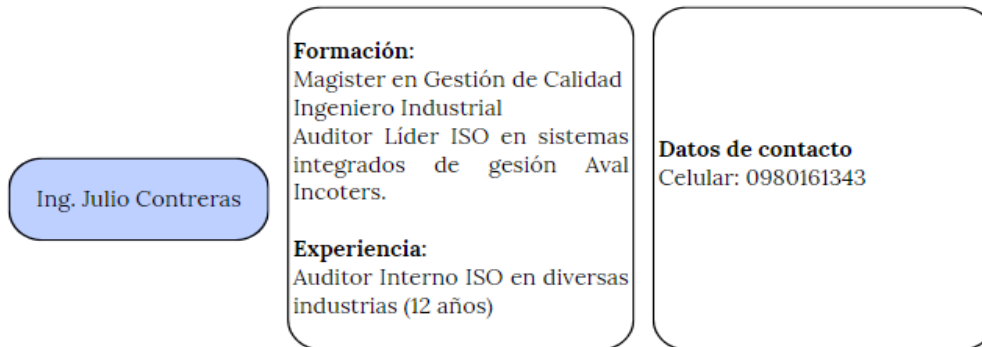 Ing. Julio Contreras
Formación:
Magister en Gestión de Calidad
Ingeniero Industrial
Auditor Líder ISO en sistemas
integrados de gesión Aval
Incoters.
Experiencia:
Auditor Interno ISO en diversas
industrias (12 años)
Datos de contacto
Celular: 0980161343